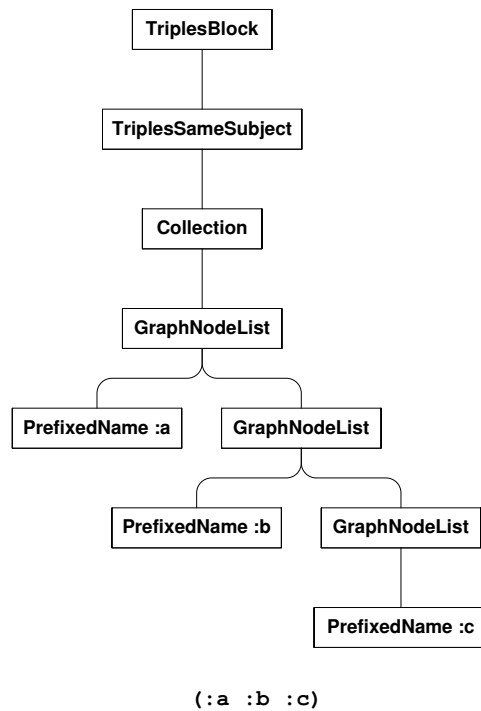 TriplesBlock
TriplesSameSubject
Collection
GraphNodeList
PrefixedName :a
GraphNodeList
PrefixedName :b
GraphNodeList
PrefixedName :c
(:a :b :c)